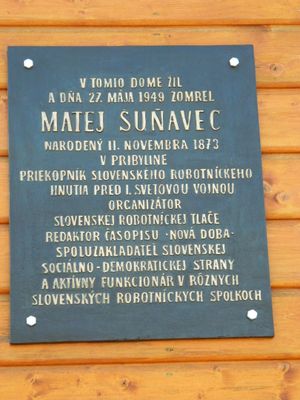 V TOMTO DOME ŽIL
A DŇA 27. MÁJA 1949 ZOMREL
MATEJ ŠUŇAVEC
NARODENÝ 11. NOVEMBRA 1873
V PRIBYLINE
PRIEKOPNÍK SLOVENSKÉHO ROBOTNÍCKEHO
HNUTIA PRED I. SVETOVOU VOJNOU
ORGANIZÁTOR
SLOVENSKEJ ROBOTNÍCKEJ TLAČE
REDAKTOR ČASOPISU - NOVÁ DOBA -
SPOLUZAKLADATEĽ SLOVENSKEJ
SOCIÁLNO - DEMOKRATICKEJ STRANY
A AKTÍVNY FUNKCIONÁR V RÔZNYCH
SLOVENSKÝCH ROBOTNÍCKYCH SPOLKOCH